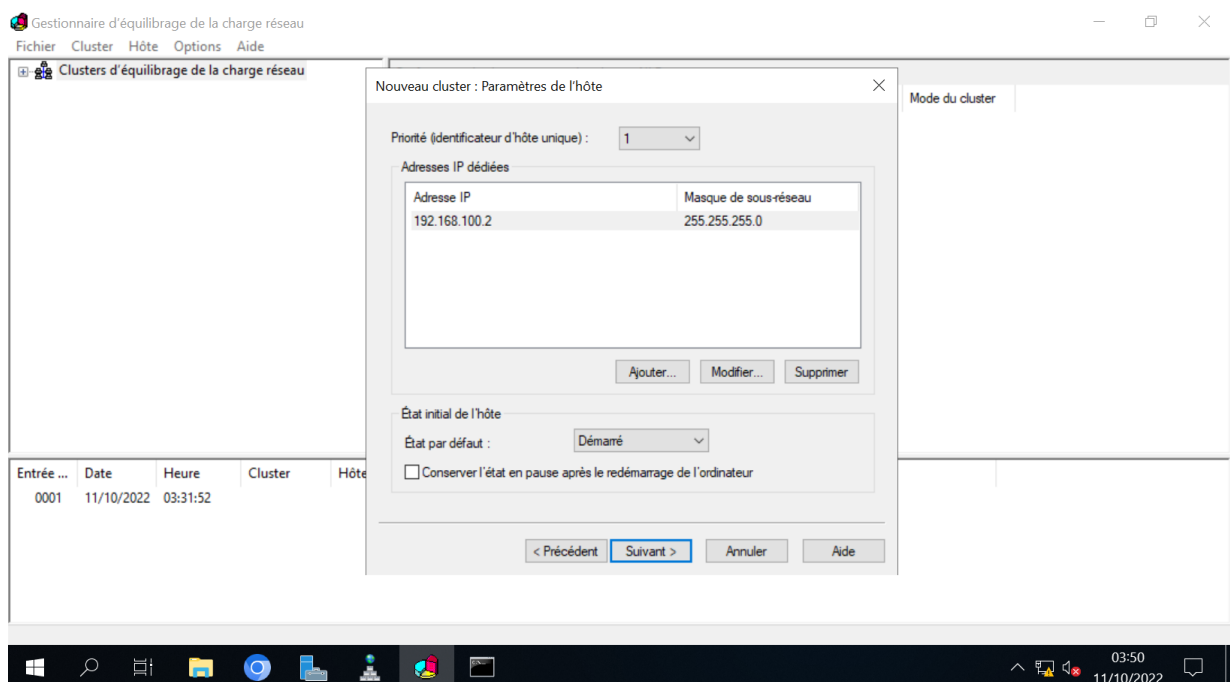 Gestionnaire d'équilibrage de la charge réseau
Fichier Cluster Hôte Options Aide
Clusters d'équilibrage de la charge réseau
Nouveau cluster : Paramètres de l'hôte
Mode du cluster
Priorité (identificateur d'hôte unique) :
1
Adresses IP dédiées
Adresse IP Masque de sous-réseau
192.168.100.2 255.255.255.0
Ajouter... Modifier... Supprimer
État initial de l'hôte
État par défaut :
Démarré
Conserver l'état en pause après le redémarrage de l'ordinateur
Entrée ... Date Heure Cluster Hôte
0001 11/10/2022 03:31:52
< Précédent Suivant > Annuler Aide
03:50
11/10/2022